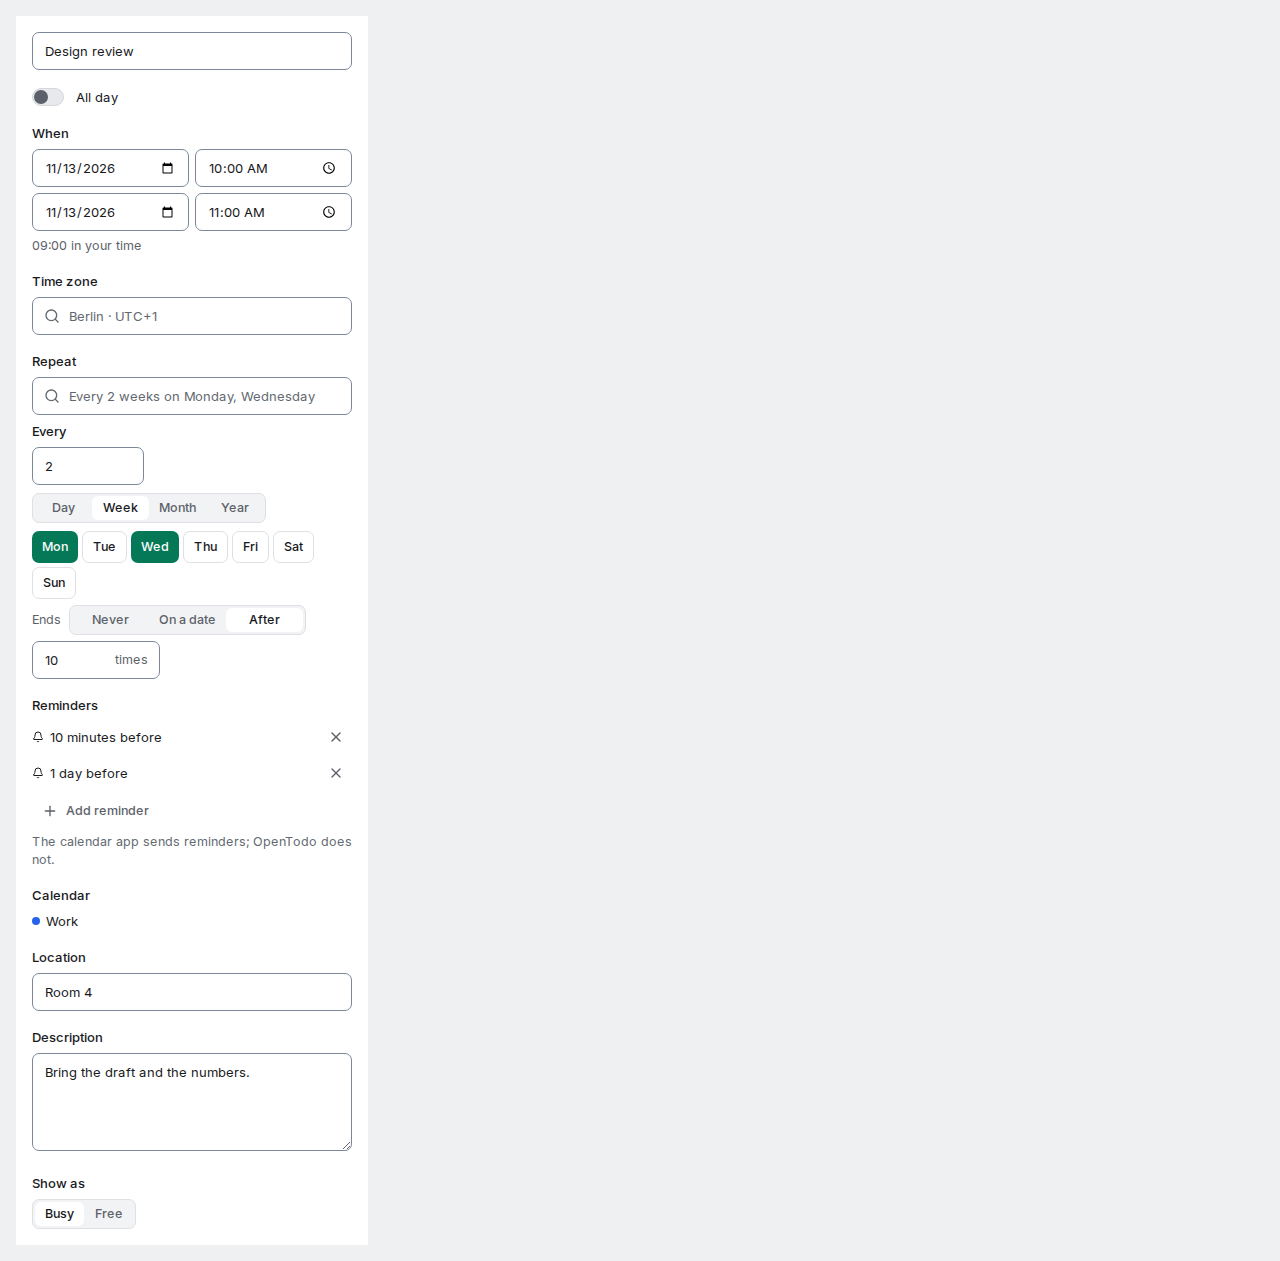 Design review
All day
When
11/13/2026 10:00 AM
11/13/2026 11:00 AM
09:00 in your time
Time zone
Berlin · UTC+1
Repeat
Every 2 weeks on Monday, Wednesday
Every
2
Day Week Month Year
Mon Tue Wed Thu Fri Sat
Sun
Ends Never On a date After
10 times
Reminders
10 minutes before
1 day before
Add reminder
The calendar app sends reminders; OpenTodo does
not.
Calendar
Work
Location
Room 4
Description
Bring the draft and the numbers.
Show as
Busy Free